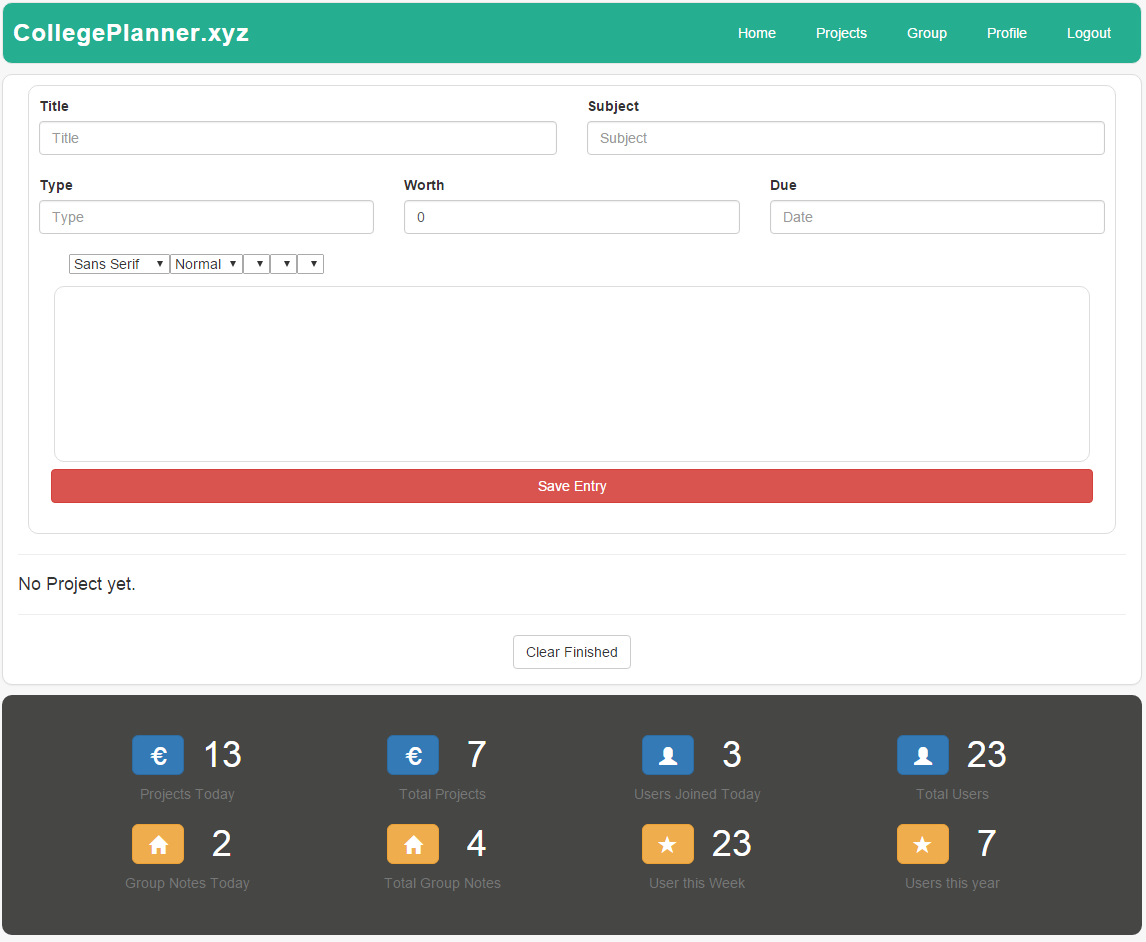 CollegePlanner.xyz Home Projects Group Profile Logout
Title Subject
Title Subject
Type Worth Due
Type 0 Date
Sans Serif Normal
Save Entry
No Project yet.
Clear Finished
€ 13 € 7 3 23
Projects Today Total Projects Users Joined Today Total Users
2 4 23 7
Group Notes Today Total Group Notes User this Week Users this year